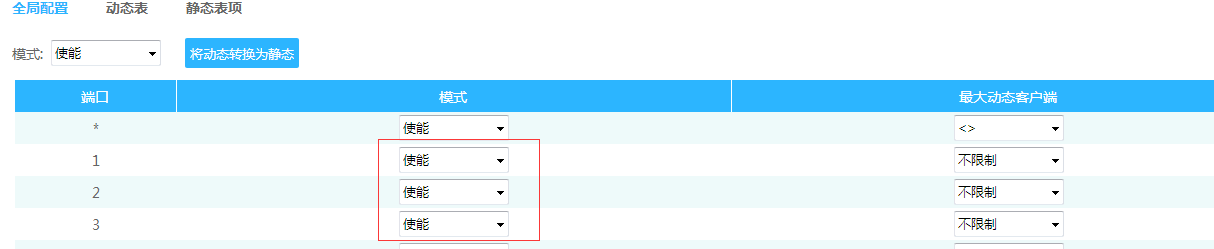 全局配置 动态表 静态表项
模式: 使能 将动态转换为静态
端口 模式 最大动态客户端
* 使能 <>
1 使能 不限制
2 使能 不限制
3 使能 不限制